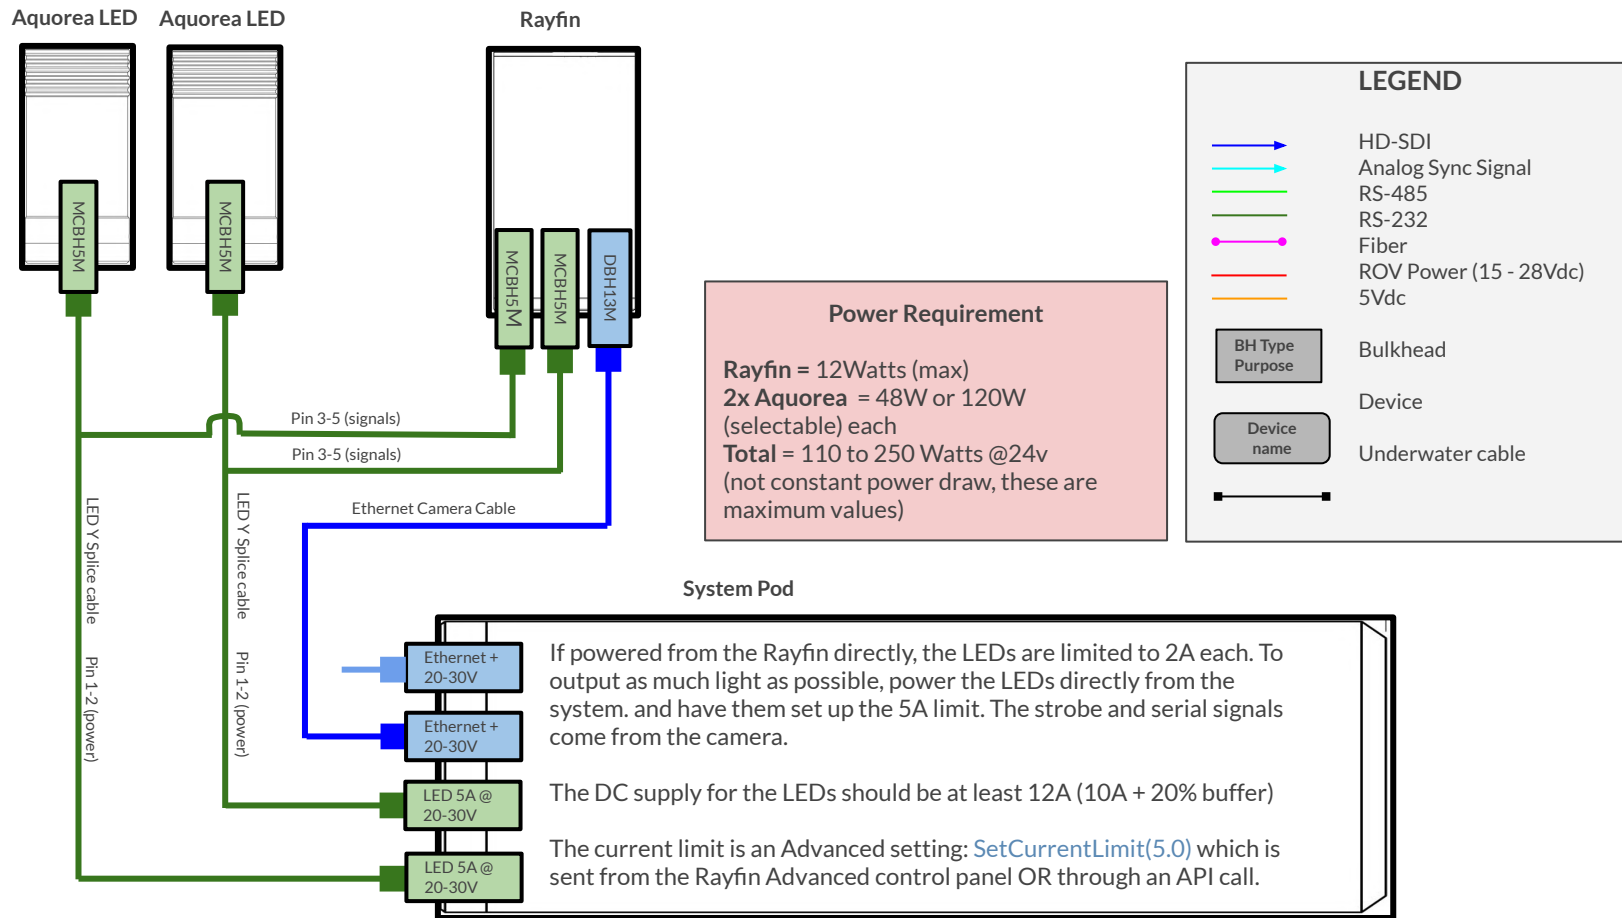 Aquorea LED
Aquorea LED
Rayfin
MCBH5M
MCBH5M
MCBH5M
MCBH5M
DBH13M
LEGEND
HD-SDI
Analog Sync Signal
RS-485
RS-232
Fiber
ROV Power (15 - 28Vdc)
5Vdc
BH Type
Purpose
Bulkhead
Device
Device
name
Underwater cable
Power Requirement
Rayfin = 12Watts (max)
2x Aquorea = 48W or 120W
(selectable) each
Total = 110 to 250 Watts @24v
(not constant power draw, these are
maximum values)
Pin 3-5 (signals)
Pin 3-5 (signals)
Ethernet Camera Cable
LED Y Splice cable
Pin 1-2 (power)
LED Y Splice cable
Pin 1-2 (power)
System Pod
Ethernet +
20-30V
Ethernet +
20-30V
LED 5A @
20-30V
LED 5A @
20-30V
If powered from the Rayfin directly, the LEDs are limited to 2A each. To
output as much light as possible, power the LEDs directly from the
system. and have them set up the 5A limit. The strobe and serial signals
come from the camera.
The DC supply for the LEDs should be at least 12A (10A + 20% buffer)
The current limit is an Advanced setting: SetCurrentLimit(5.0) which is
sent from the Rayfin Advanced control panel OR through an API call.